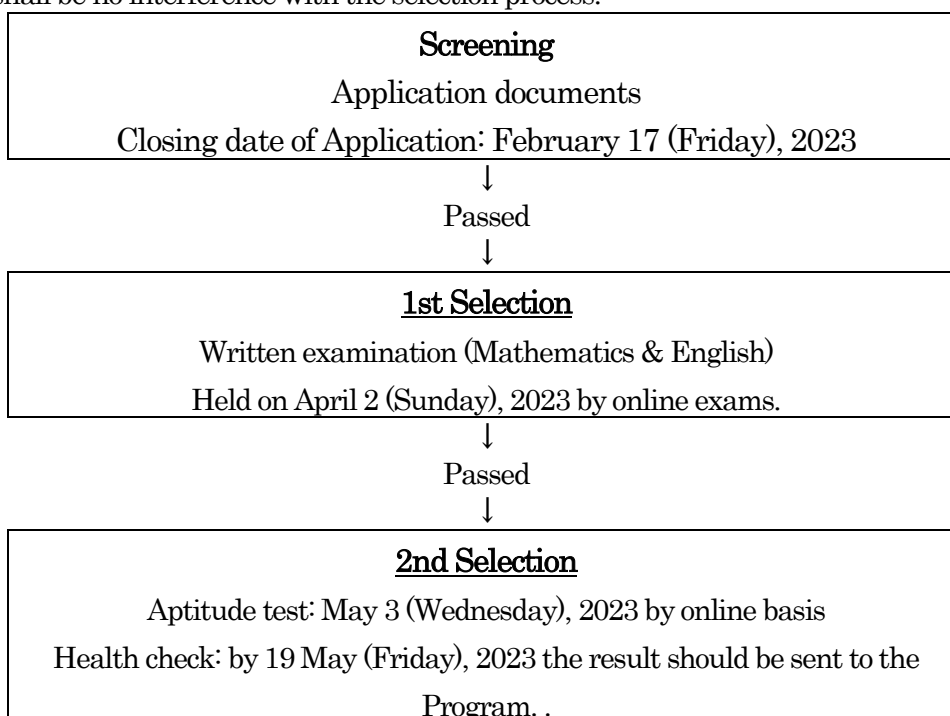 shall be no interference with the selection process.
Screening
Application documents
Closing date of Application: February 17 (Friday), 2023
↓
Passed
↓
1st Selection
Written examination (Mathematics & English)
Held on April 2 (Sunday), 2023 by online exams.
↓
Passed
↓
2nd Selection
Aptitude test: May 3 (Wednesday), 2023 by online basis
Health check: by 19 May (Friday), 2023 the result should be sent to the
Program. .